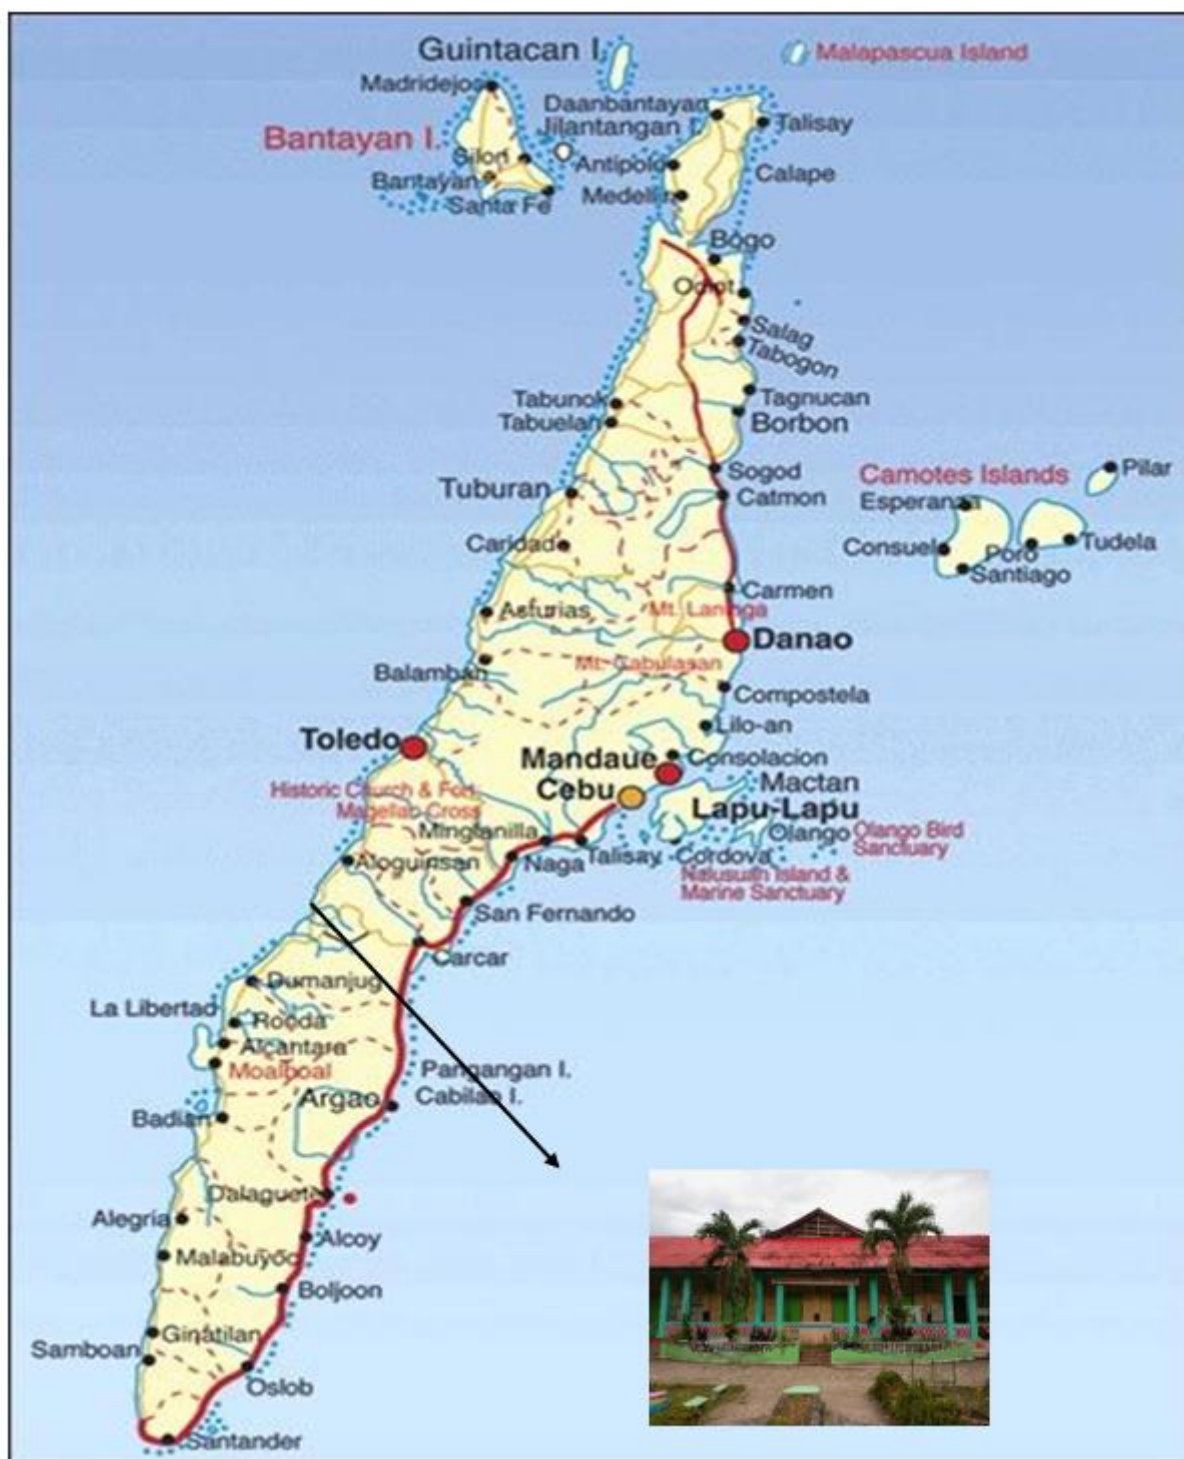 Guintacan I.
Malapascua Island
Madridejos
Daanbantayan
Jilantangan I.
Talisay
Bantayan I.
Silon
Antipolo
Calape
Bantayan
Santa Fe
Medellin
Bogo
Odlot
Salag
Tabogon
Tabunok
Tagnucan
Tabuelan
Borbon
Sogod
Camotes Islands
Pilar
Tuburan
Catmon
Esperanza
Caridad
Consuelo
Poro
Tudela
Santiago
Carmen
Asturias
Mt. Laninga
Danao
Balamban
Mt. Cabulasan
Compostela
Lilo-an
Toledo
Mandaue
Consolacion
Cebu
Mactan
Historic Church & Fort,
Magellab Cross
Lapu-Lapu
Minglanilla
Olango
Olango Bird
Sanctuary
Aloguinsan
Naga
Talisay
Cordova
Nalusuan Island &
Marine Sanctuary
San Fernando
Carcar
Dumanjug
La Libertad
Rooda
Alcantara
Moalboal
Pangangan I.
Argao
Cabilao I.
Badian
Dalaguete
Alegria
Alcoy
Malabuyoc
Boljoon
Ginatilan
Samboan
Oslob
Santander